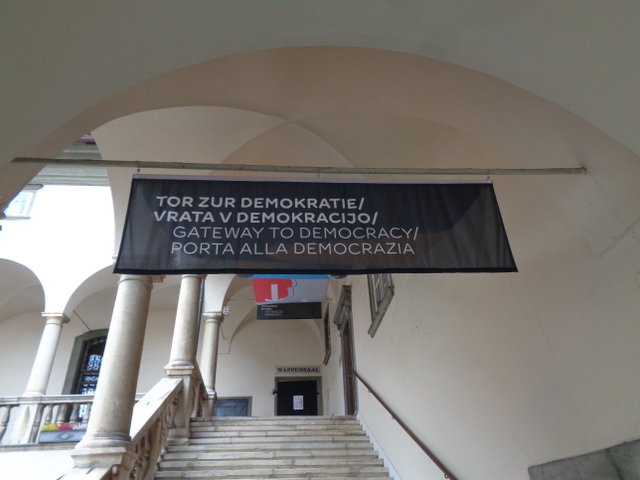 TOR ZUR DEMOKRATIE/
VRATA V DEMOKRACIJO/
GATEWAY TO DEMOCRACY/
PORTA ALLA DEMOCRAZIA
WAPPENSAAL